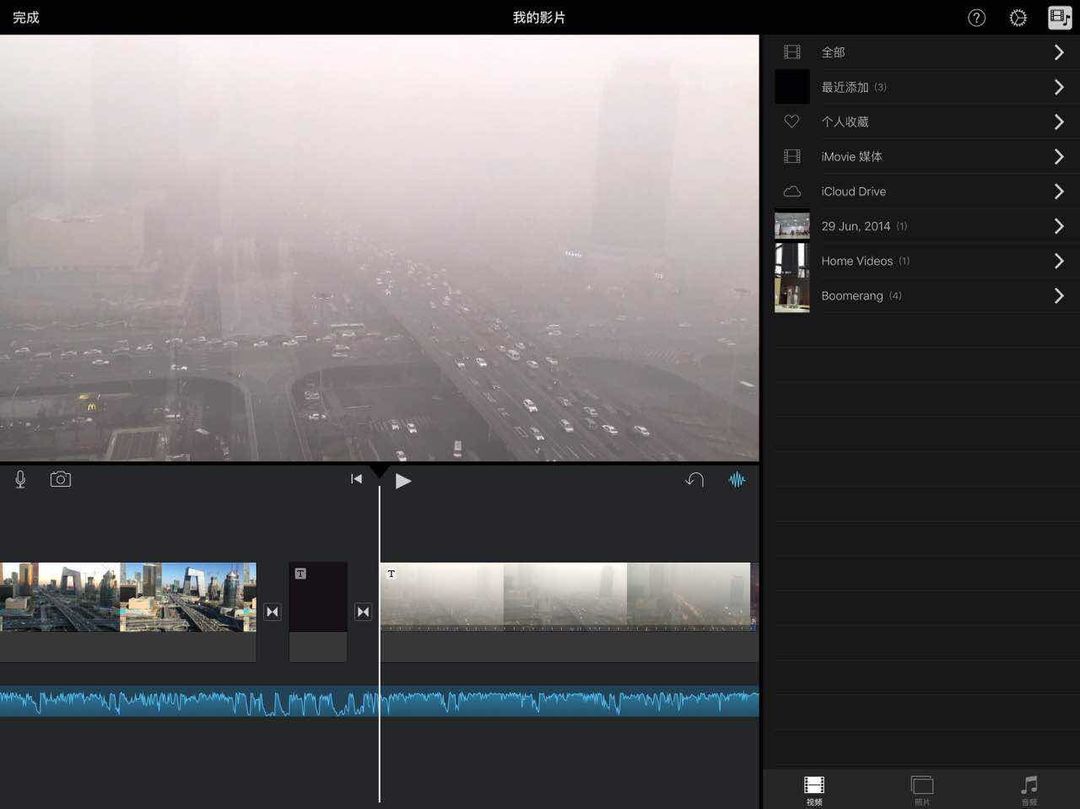 完成
我的影片
?
全部
最近添加 (3)
个人收藏
iMovie 媒体
iCloud Drive
29 Jun, 2014 (1)
Home Videos (1)
Boomerang (4)
T
T
视频
照片
音频